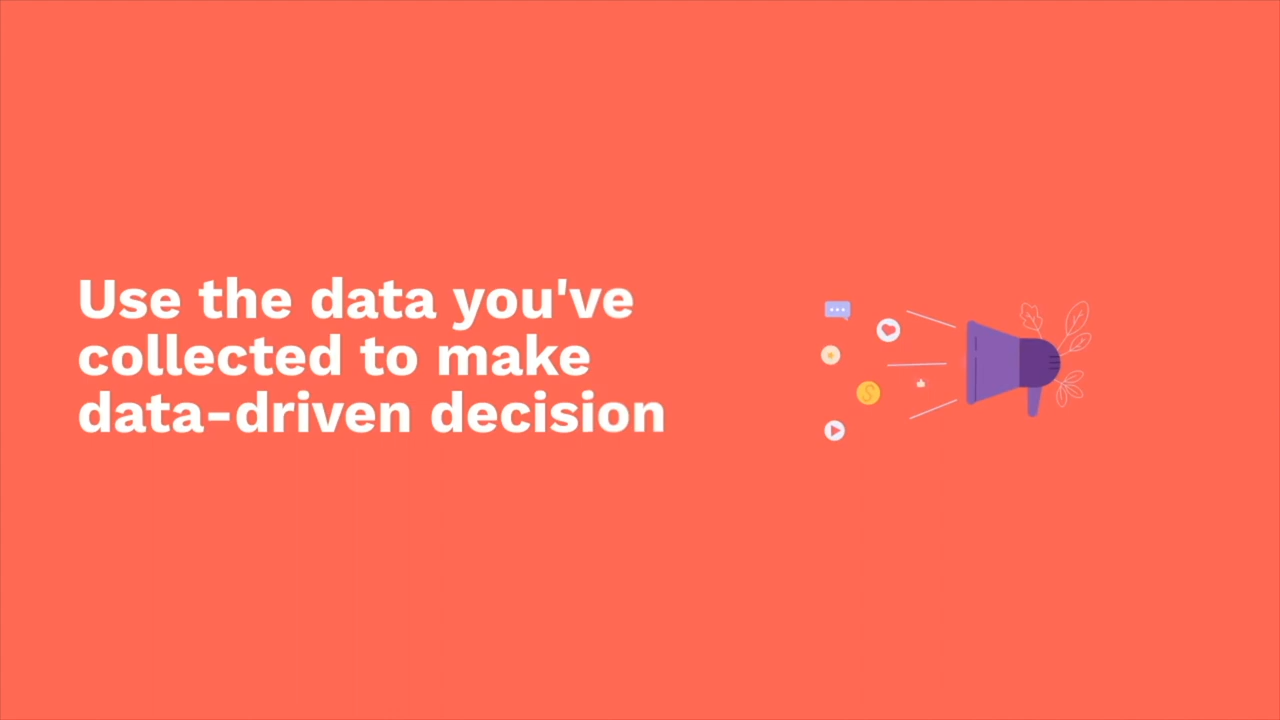 Use the data you've
collected to make
data-driven decision